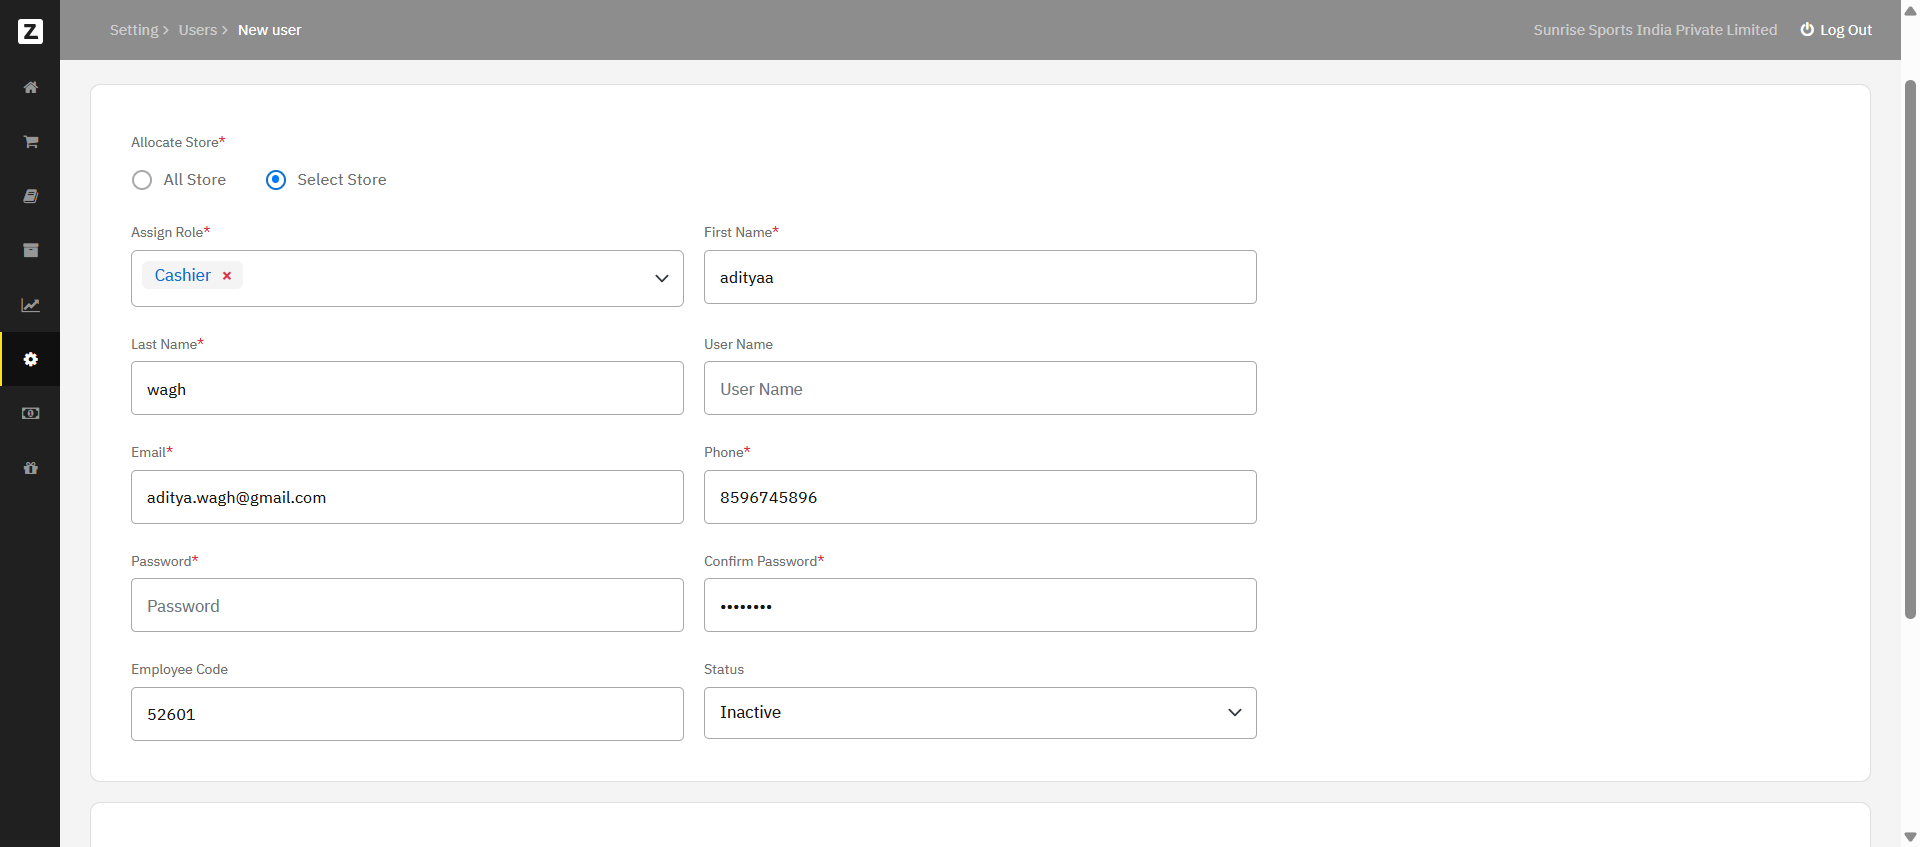 Z
Setting > Users > New user
Sunrise Sports India Private Limited
Log Out
Allocate Store*
All Store
Select Store
Assign Role*
First Name*
Cashier ×
adityaa
Last Name*
User Name
wagh
User Name
Email*
Phone*
aditya.wagh@gmail.com
8596745896
Password*
Confirm Password*
Password
••••••••
Employee Code
Status
52601
Inactive